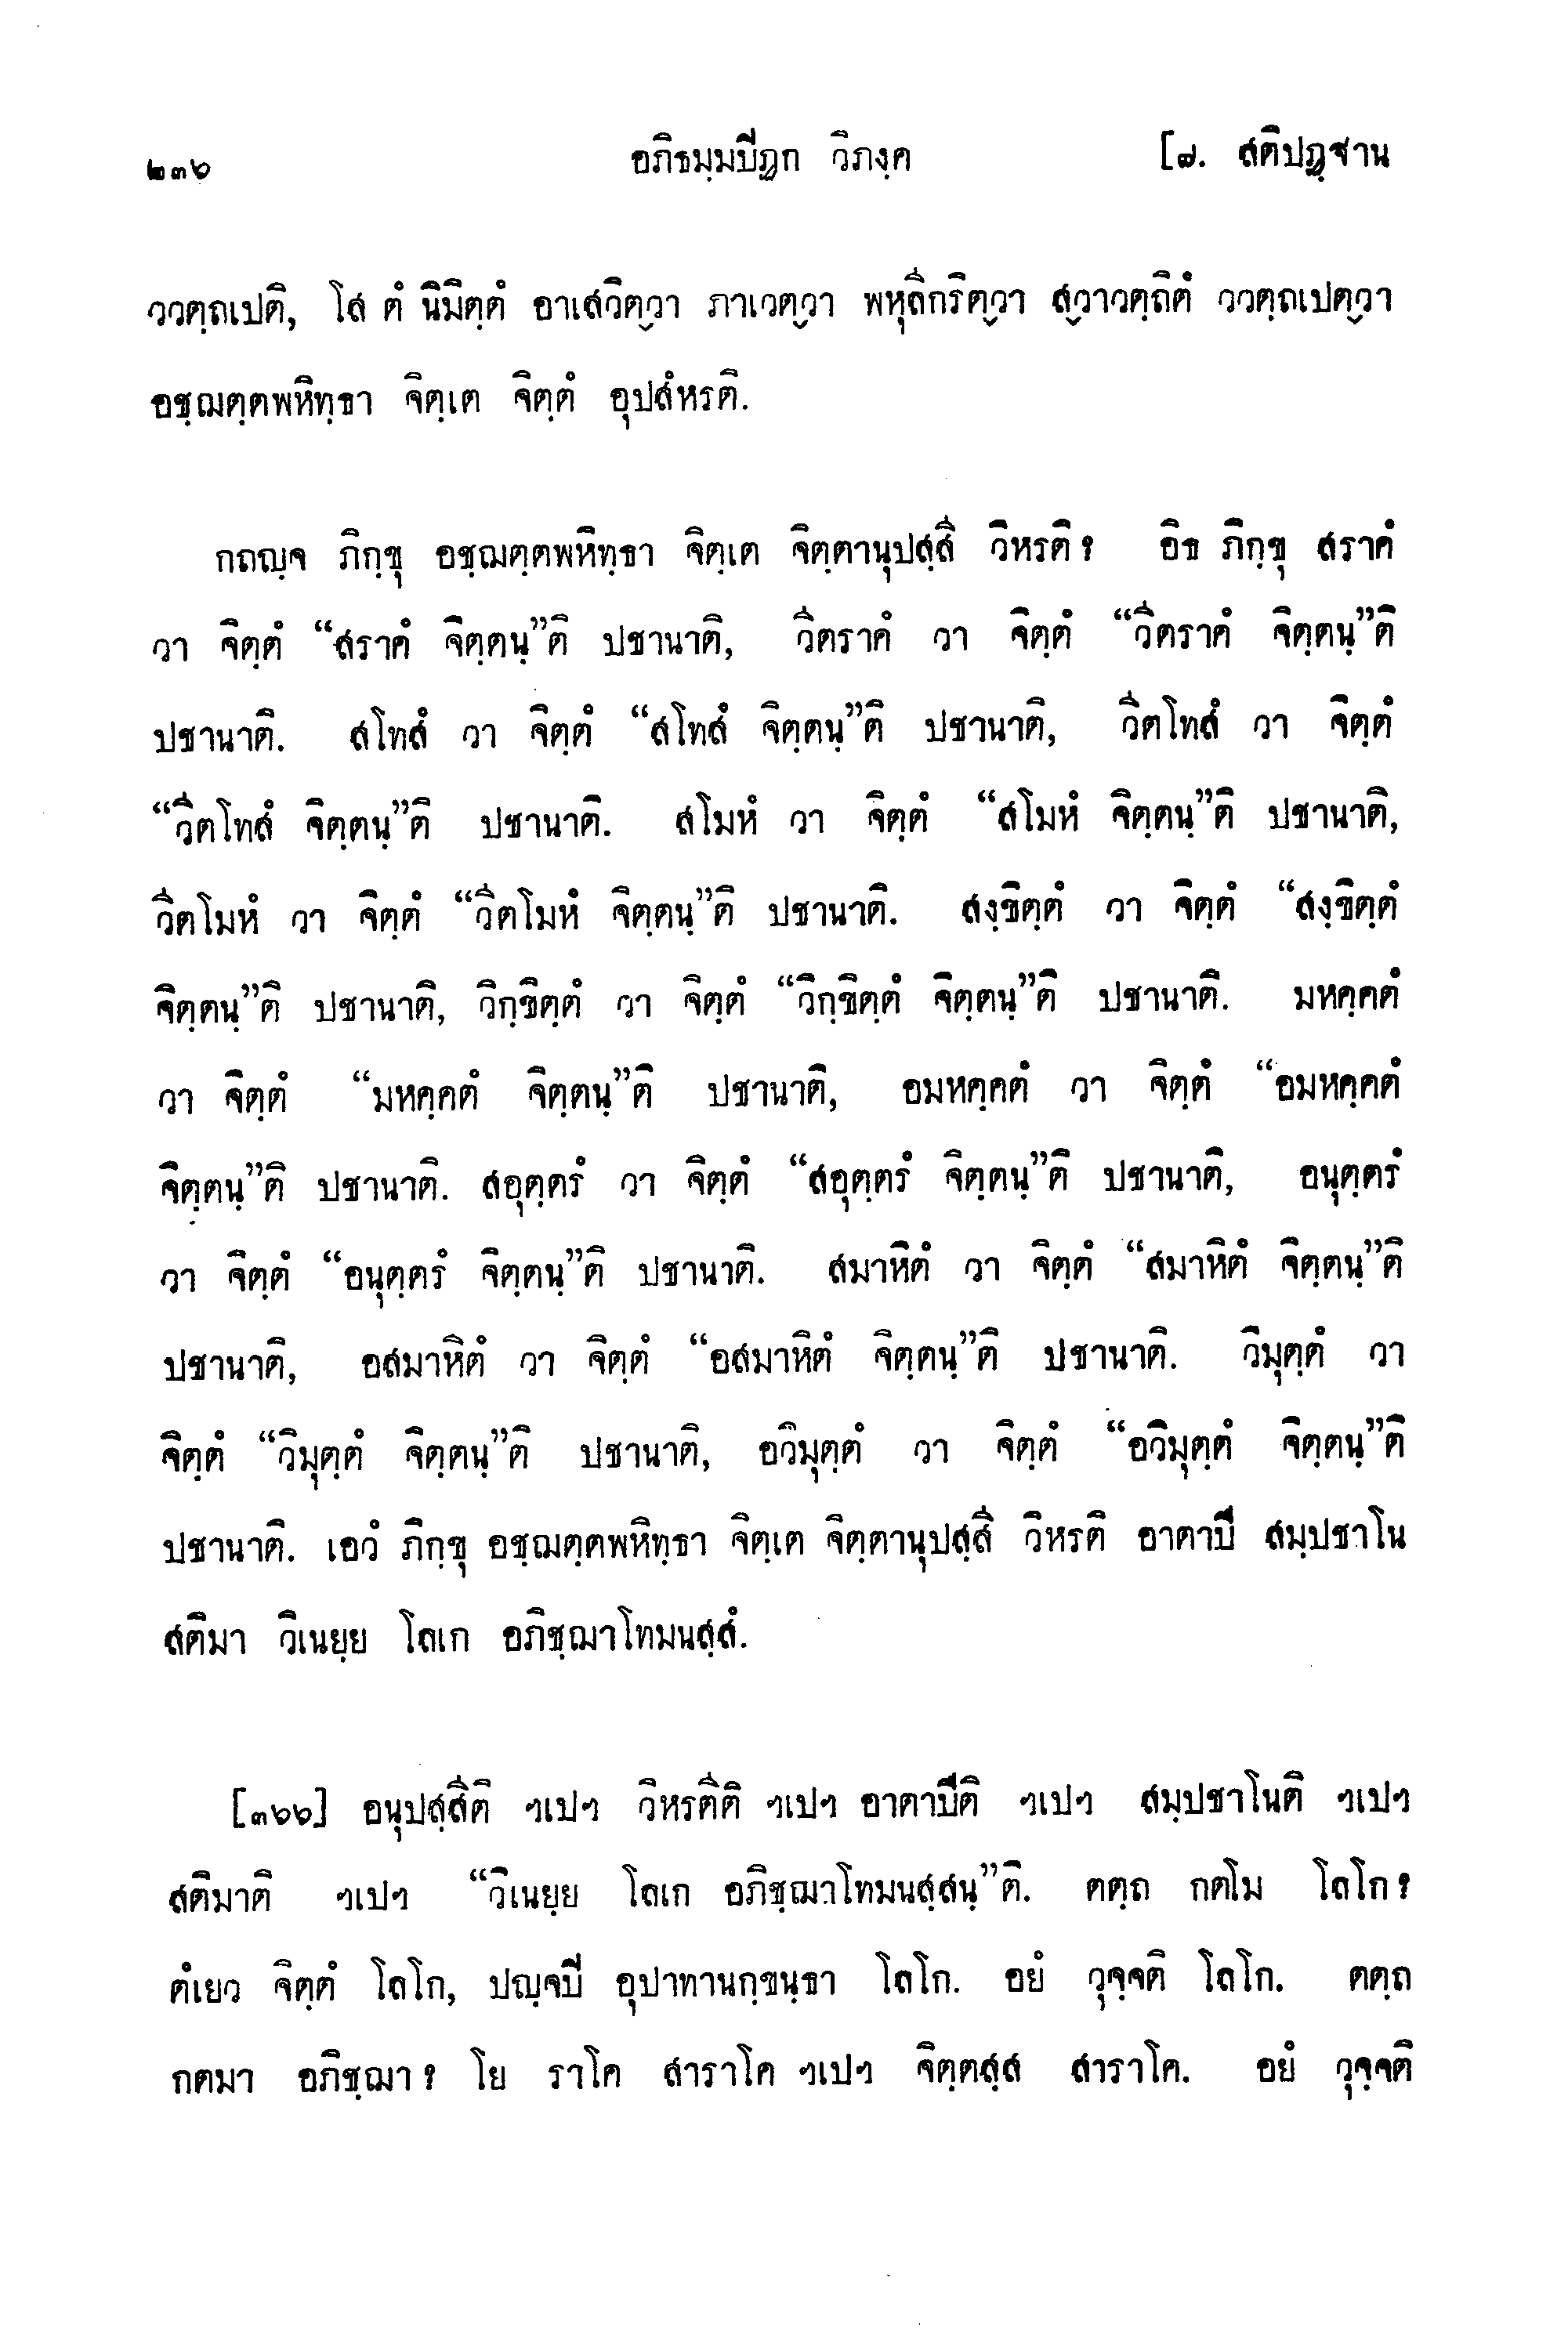 ๒๓๖ อภิธมฺมปีฏก วิภงฺค [๗. สติปฏฺฐาน
ววตฺถเปติ, โส ตํ นิมิตฺตํ อาเสวิตฺวา ภาเวตฺวา พหุลีกริตฺวา สฺวาวตฺถิตํ ววตฺถเปตฺวา
อชฺฌตฺตพหิทฺธา จิตฺเต จิตฺตํ อุปสํหรติ.
กถญฺจ ภิกฺขุ อชฺฌตฺตพหิทฺธา จิตฺเต จิตฺตานุปสฺสี วิหรติ? อิธ ภิกฺขุ สราคํ
วา จิตฺตํ “สราคํ จิตฺตนฺ”ติ ปชานาติ, วีตราคํ วา จิตฺตํ “วีตราคํ จิตฺตนฺ”ติ
ปชานาติ. สโทสํ วา จิตฺตํ “สโทสํ จิตฺตนฺ”ติ ปชานาติ, วีตโทสํ วา จิตฺตํ
“วีตโทสํ จิตฺตนฺ”ติ ปชานาติ. สโมหํ วา จิตฺตํ “สโมหํ จิตฺตนฺ”ติ ปชานาติ,
วีตโมหํ วา จิตฺตํ “วีตโมหํ จิตฺตนฺ”ติ ปชานาติ. สงฺขิตฺตํ วา จิตฺตํ “สงฺขิตฺตํ
จิตฺตนฺ”ติ ปชานาติ, วิกฺขิตฺตํ วา จิตฺตํ “วิกฺขิตฺตํ จิตฺตนฺ”ติ ปชานาติ. มหคฺคตํ
วา จิตฺตํ “มหคฺคตํ จิตฺตนฺ”ติ ปชานาติ, อมหคฺคตํ วา จิตฺตํ “อมหคฺคตํ
จิตฺตนฺ”ติ ปชานาติ. สอุตฺตรํ วา จิตฺตํ “สอุตฺตรํ จิตฺตนฺ”ติ ปชานาติ, อนุตฺตรํ
วา จิตฺตํ “อนุตฺตรํ จิตฺตนฺ”ติ ปชานาติ. สมาหิตํ วา จิตฺตํ “สมาหิตํ จิตฺตนฺ”ติ
ปชานาติ, อสมาหิตํ วา จิตฺตํ “อสมาหิตํ จิตฺตนฺ”ติ ปชานาติ. วิมุตฺตํ วา
จิตฺตํ “วิมุตฺตํ จิตฺตนฺ”ติ ปชานาติ, อวิมุตฺตํ วา จิตฺตํ “อวิมุตฺตํ จิตฺตนฺ”ติ
ปชานาติ. เอวํ ภิกฺขุ อชฺฌตฺตพหิทฺธา จิตฺเต จิตฺตานุปสฺสี วิหรติ อาตาปี สมฺปชาโน
สติมา วิเนยฺย โลเก อภิชฺฌาโทมนสฺสํ.
[๓๖๖] อนุปสฺสีติ ฯเปฯ วิหรตีติ ฯเปฯ อาตาปีติ ฯเปฯ สมฺปชาโนติ ฯเปฯ
สติมาติ ฯเปฯ “วิเนยฺย โลเก อภิชฺฌาโทมนสฺสนฺ”ติ. ตตฺถ กตโม โลโก?
ตํเยว จิตฺตํ โลโก, ปญฺจปี อุปาทานกฺขนฺธา โลโก. อยํ วุจฺจติ โลโก. ตตฺถ
กตมา อภิชฺฌา? โย ราโค สาราโค ฯเปฯ จิตฺตสฺส สาราโค. อยํ วุจฺจติ